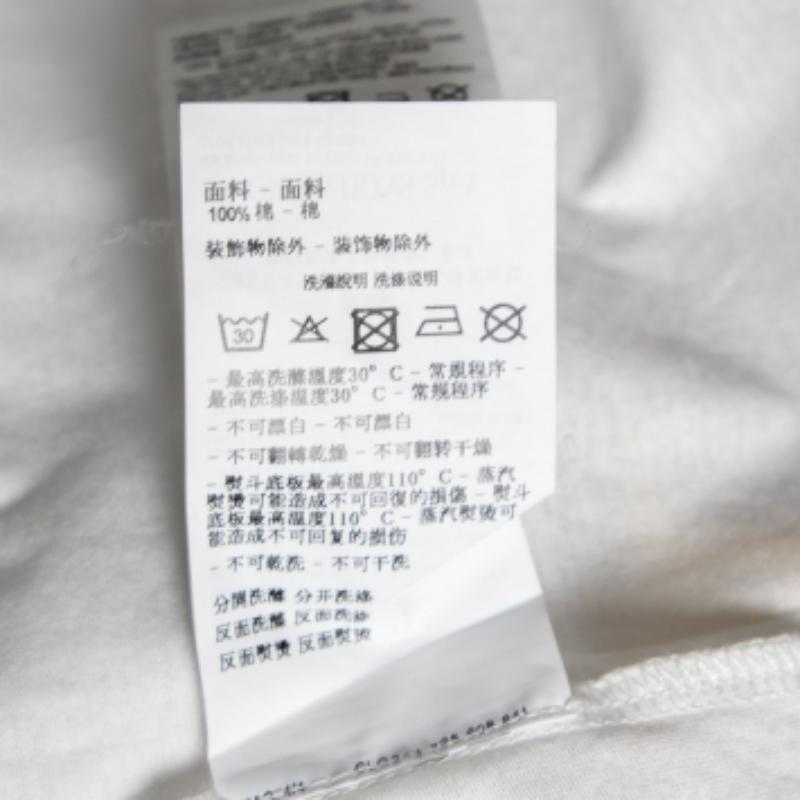 面料 - 面料
100% 棉 - 棉
装飾物除外 - 装饰物除外
洗滌說明 洗涤说明
30
- 最高洗滌溫度30° C - 常規程序 -
最高洗涤温度30° C - 常规程序
- 不可漂白 - 不可漂白
- 不可翻轉乾燥 - 不可翻转干燥
- 熨斗底板最高溫度110° C - 蒸汽
熨燙可能造成不可回復的損傷 - 熨斗
底板最高温度110° C - 蒸汽熨烫可
能造成不可回复的损伤
- 不可乾洗 - 不可干洗
分開洗滌 分开洗涤
反面洗滌 反面洗涤
反面熨燙 反面熨烫